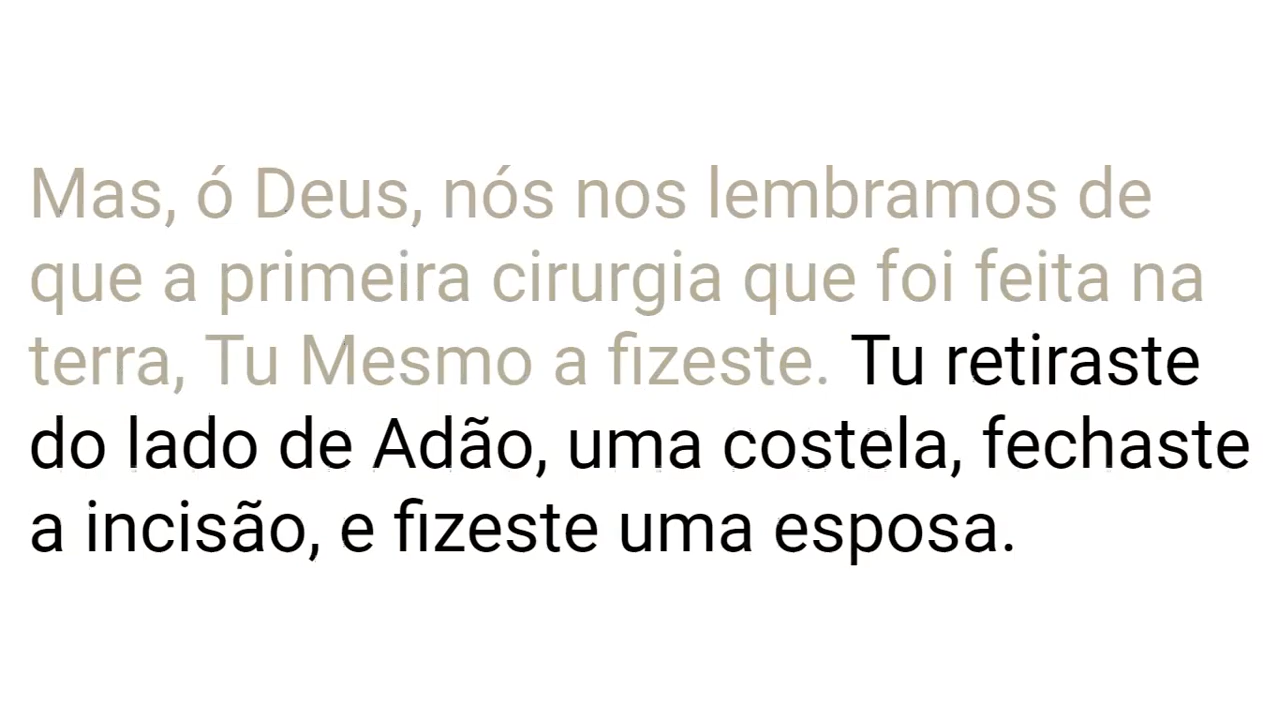 Mas, ó Deus, nós nos lembramos de
que a primeira cirurgia que foi feita na
terra, Tu Mesmo a fizeste. Tu retiraste
do lado de Adão, uma costela, fechaste
a incisão, e fizeste uma esposa.